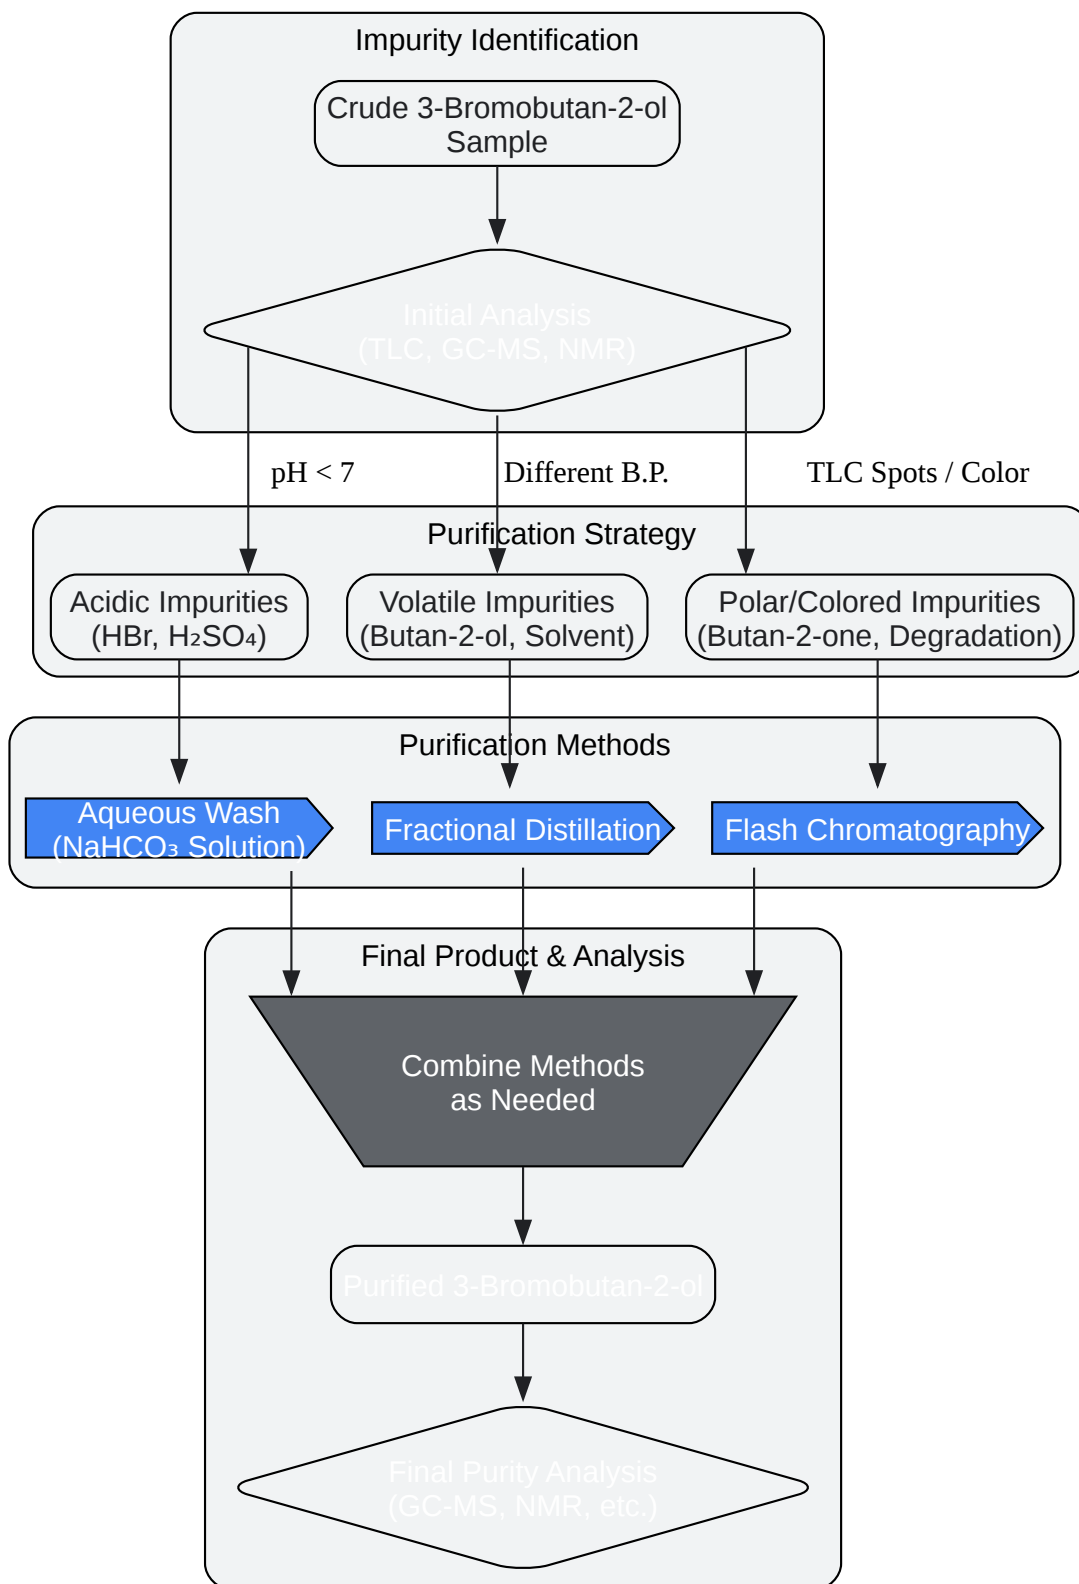 Impurity Identification
Crude 3-Bromobutan-2-ol
Sample
Initial Analysis
(TLC, GC-MS, NMR)
pH < 7
Different B.P.
TLC Spots / Color
Purification Strategy
Acidic Impurities
(HBr, H₂SO₄)
Volatile Impurities
(Butan-2-ol, Solvent)
Polar/Colored Impurities
(Butan-2-one, Degradation)
Purification Methods
Aqueous Wash
(NaHCO₃ Solution)
Fractional Distillation
Flash Chromatography
Final Product & Analysis
Combine Methods
as Needed
Purified 3-Bromobutan-2-ol
Final Purity Analysis
(GC-MS, NMR, etc.)